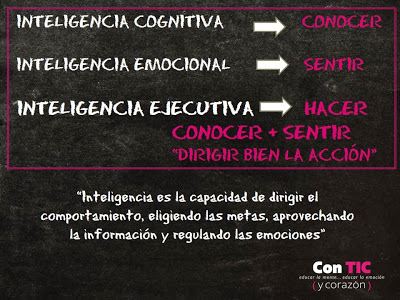 INTELIGENCIA COGNITIVA CONOCER
INTELIGENCIA EMOCIONAL SENTIR
INTELIGENCIA EJECUTIVA HACER
CONOCER + SENTIR
"DIRIGIR BIEN LA ACCIÓN"
"Inteligencia es la capacidad de dirigir el
comportamiento, eligiendo las metas, aprovechando
la información y regulando las emociones"
Con TIC
educar la mente... educar la emoción
(y corazón)